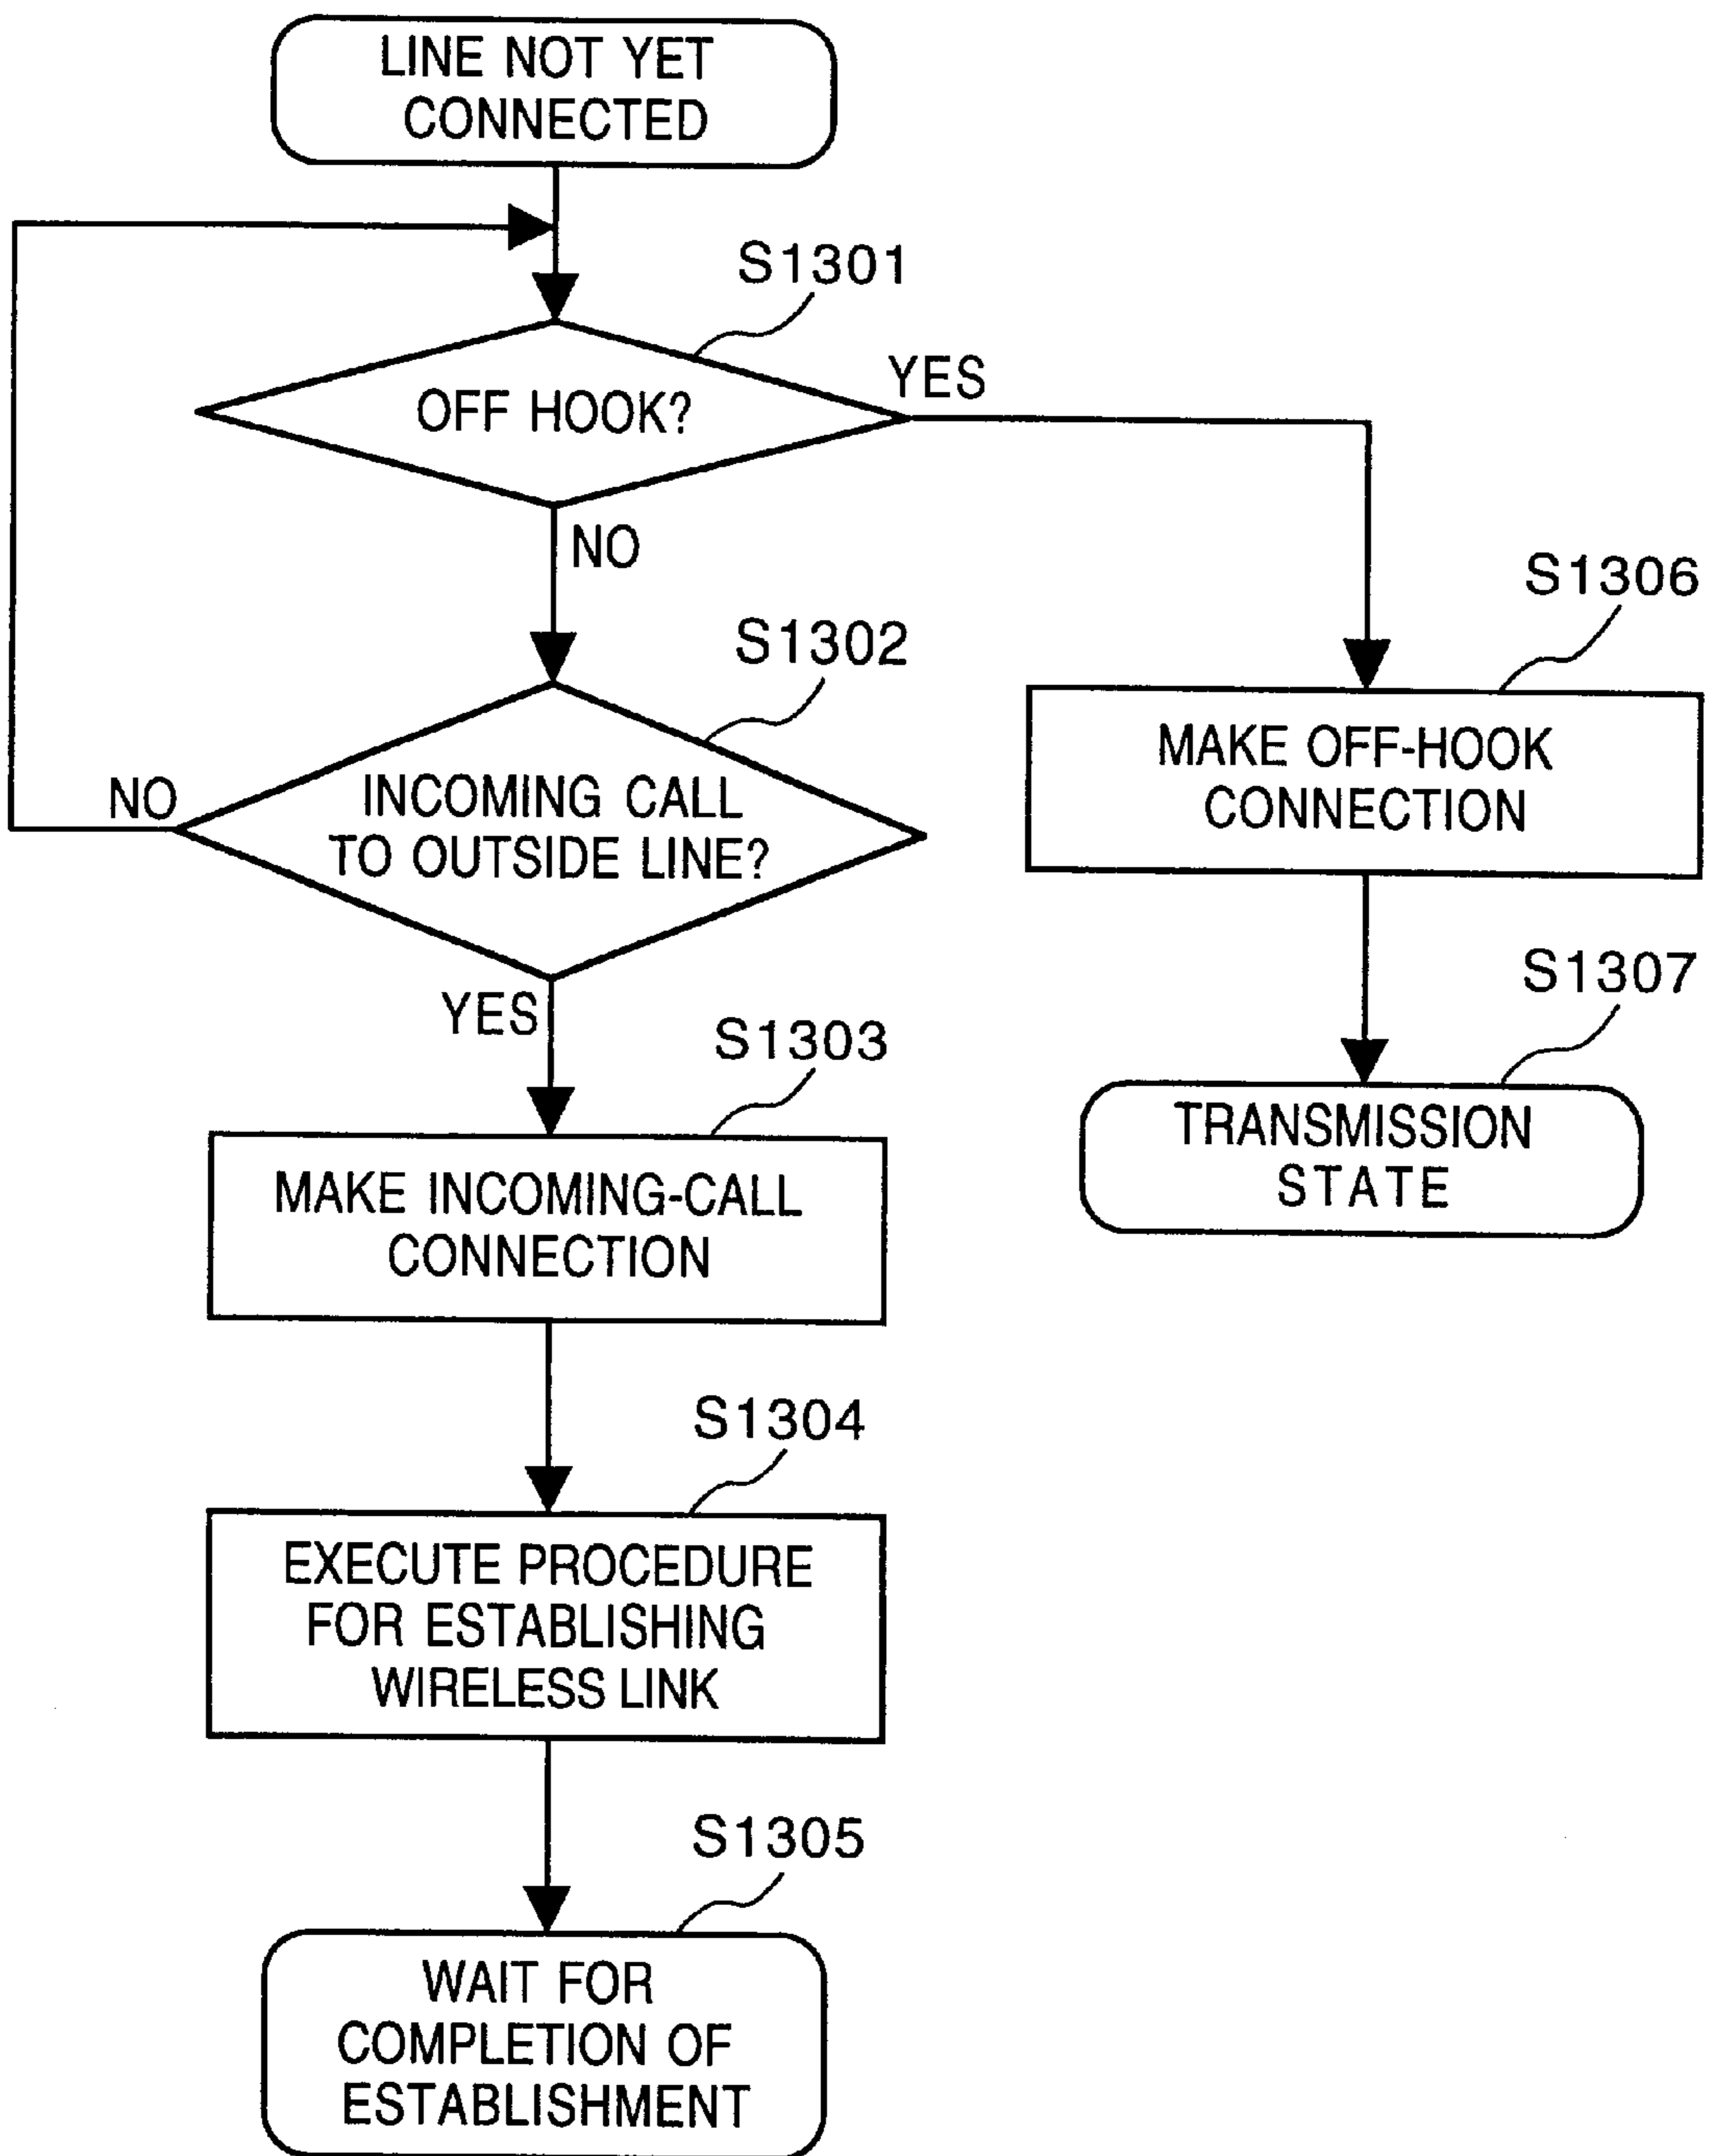 LINE NOT YET
CONNECTED
S1301
OFF HOOK?
YES
NO
S1302
INCOMING CALL
TO OUTSIDE LINE?
NO
YES
S1306
MAKE OFF-HOOK
CONNECTION
S1307
TRANSMISSION
STATE
S1303
MAKE INCOMING-CALL
CONNECTION
S1304
EXECUTE PROCEDURE
FOR ESTABLISHING
WIRELESS LINK
S1305
WAIT FOR
COMPLETION OF
ESTABLISHMENT